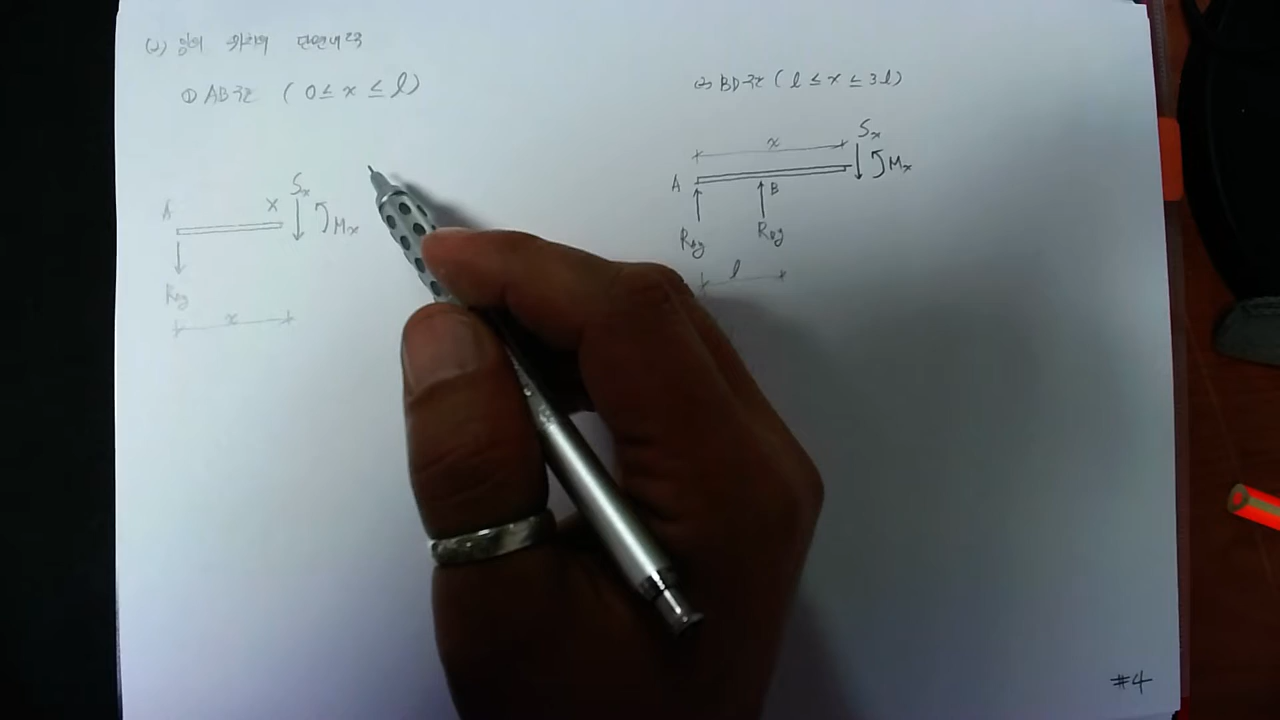 (2) 임의 위치의 단면내력
① AB구간 ( 0 ≤ x ≤ l )
A
x
Sx
Mx
RAy
x
② BD구간 ( l ≤ x ≤ 3l )
x
Sx
Mx
A
B
RAy
RBy
l
#4